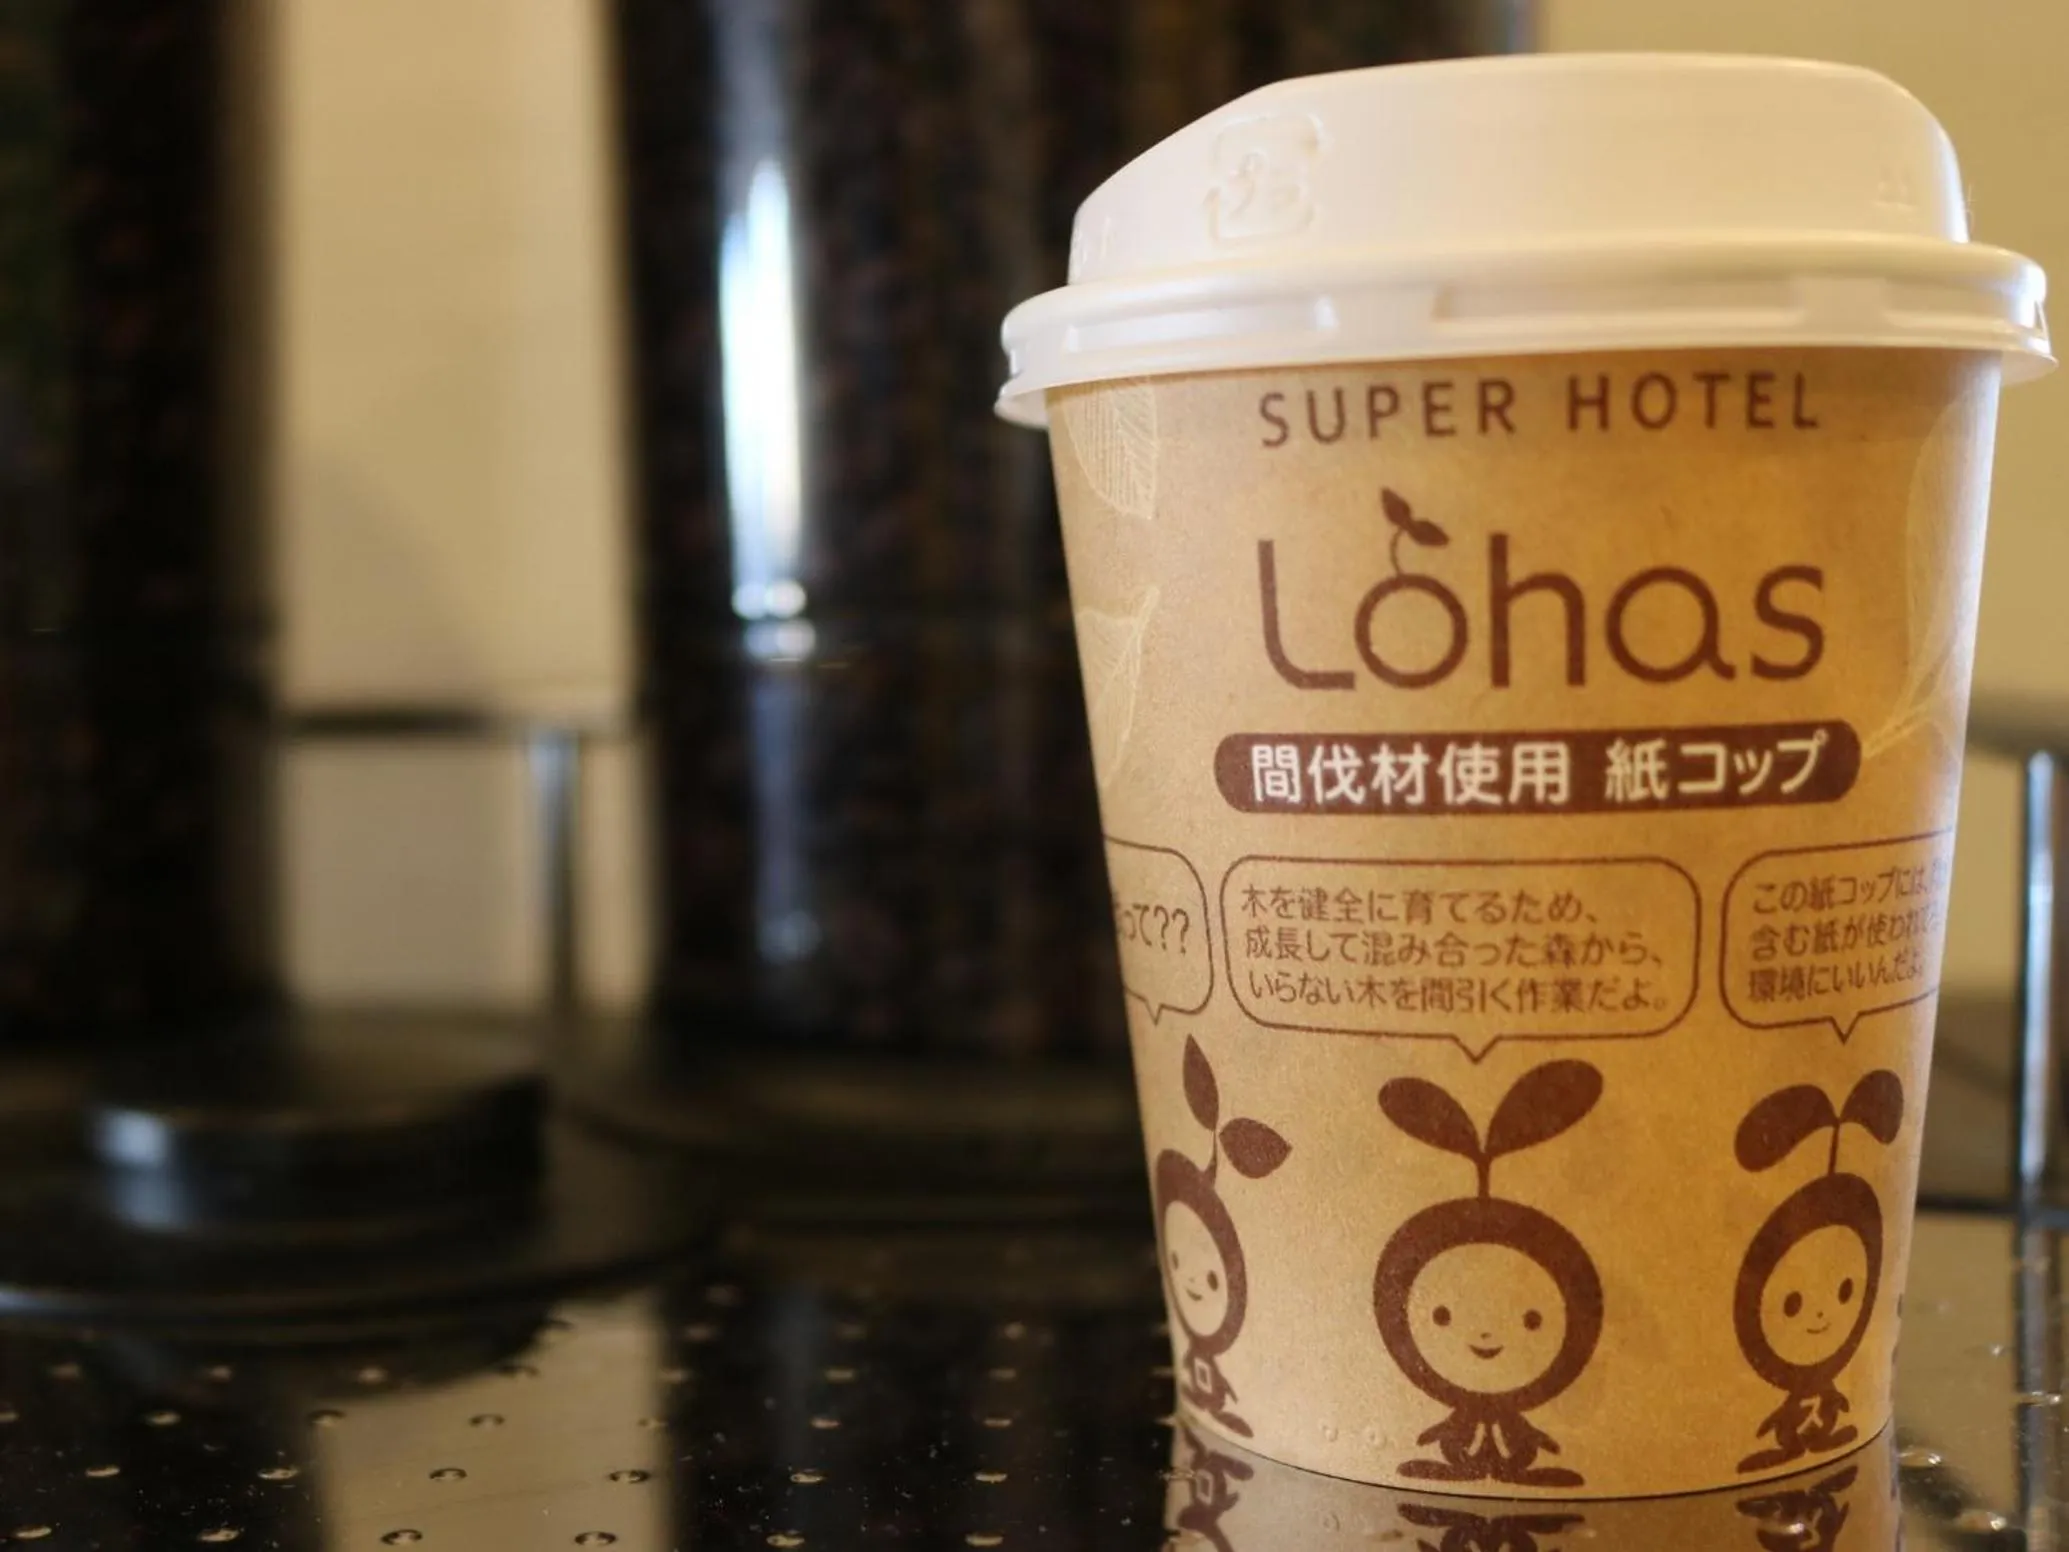 SUPER HOTEL
Lohas
間伐材使用 紙コップ
って??
木を健全に育てるため、
成長して混み合った森から、
いらない木を間引く作業だよ。
この紙コップには、
含む紙が使われて
環境にいいんだよ。